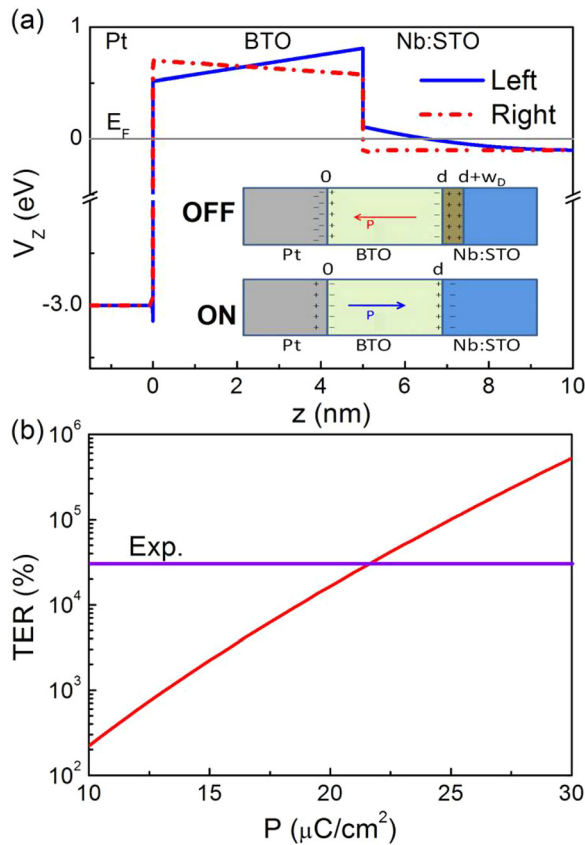 (a)
Pt BTO Nb:STO
Left
Right
E_F
1
0
-3.0
V_Z (eV)
0 d d+w_D
OFF
P
Pt BTO Nb:STO
0 d
ON
P
Pt BTO Nb:STO
0 2 4 6 8 10
z (nm)
(b)
10^6
10^5
10^4
10^3
10^2
Exp.
TER (%)
10 15 20 25 30
P (μC/cm^2)